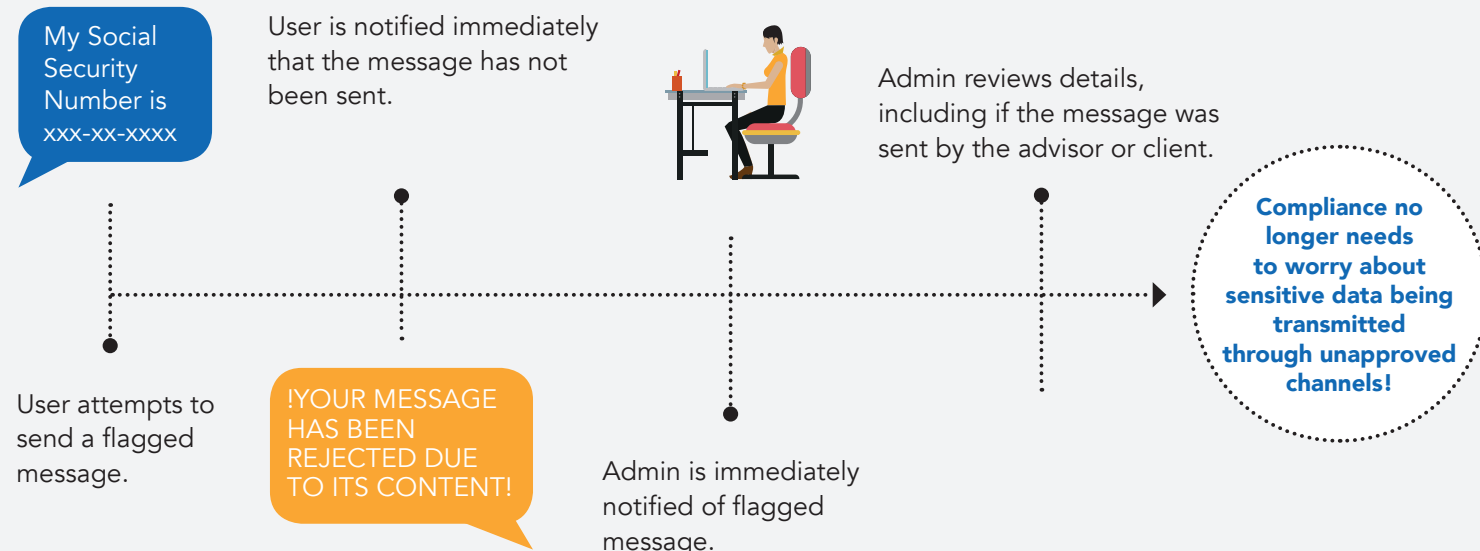 My Social
Security
Number is
xxx-xx-xxxx
User attempts to
send a flagged
message.
User is notified immediately
that the message has not
been sent.
!YOUR MESSAGE
HAS BEEN
REJECTED DUE
TO ITS CONTENT!
Admin is immediately
notified of flagged
message.
Admin reviews details,
including if the message was
sent by the advisor or client.
Compliance no
longer needs
to worry about
sensitive data being
transmitted
through unapproved
channels!